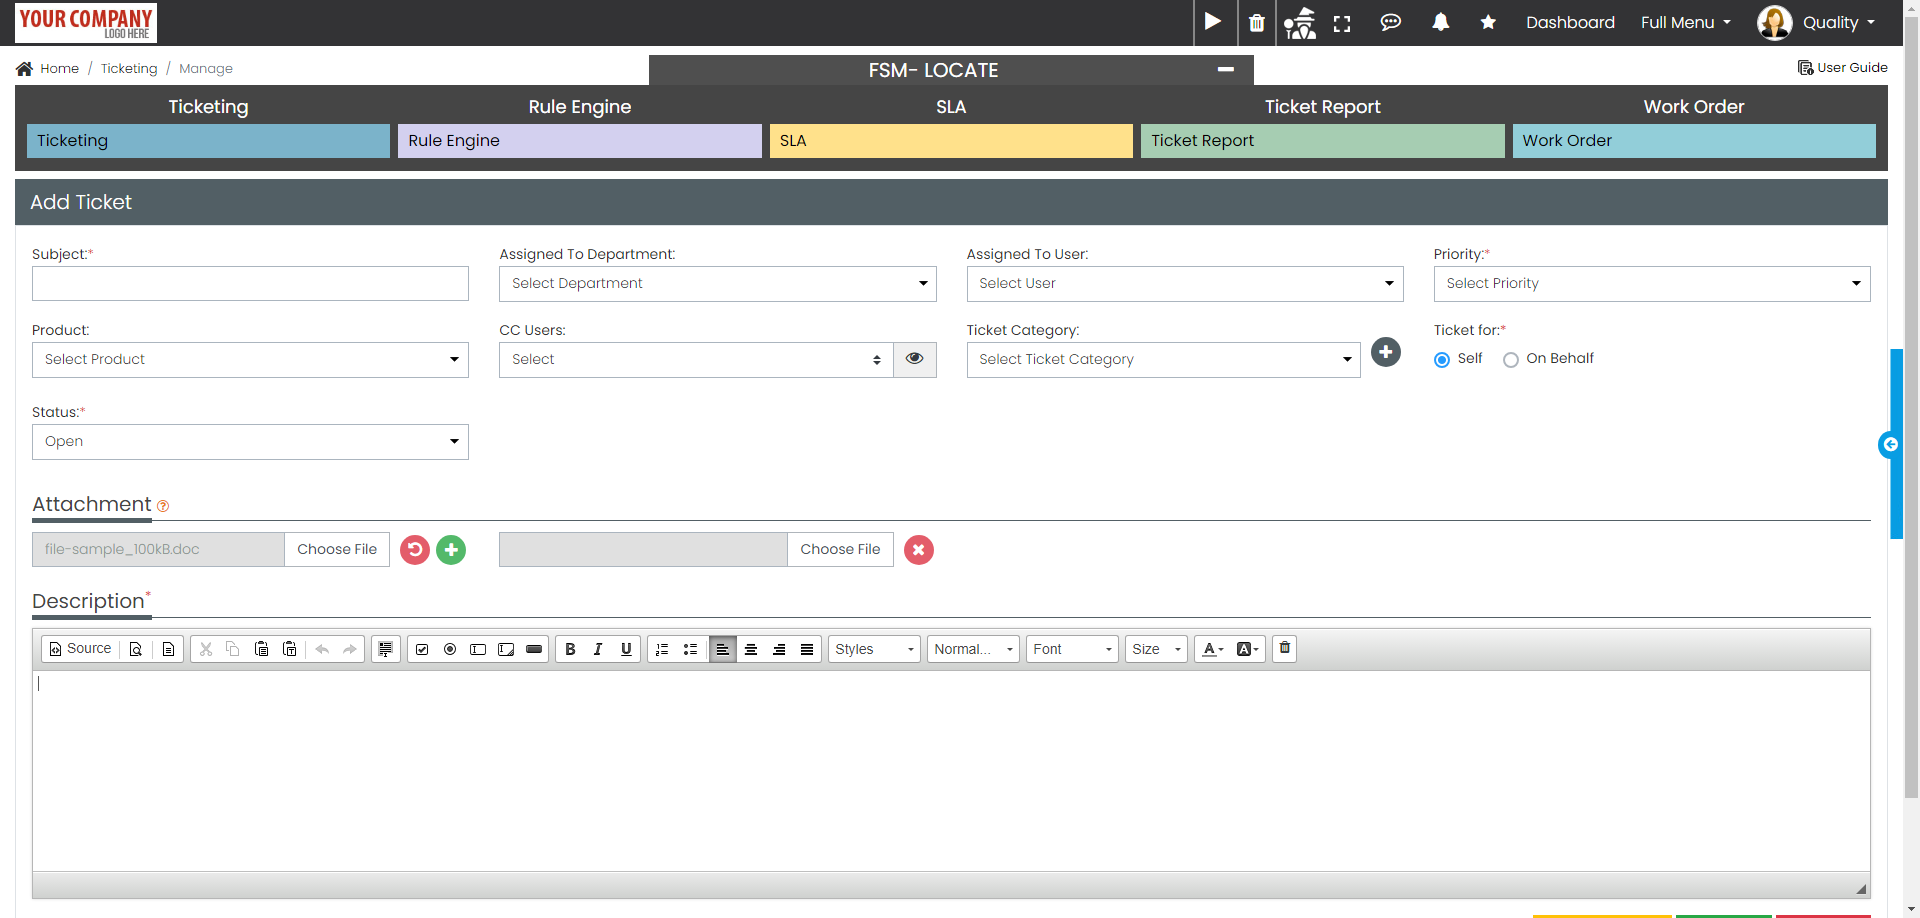 YOUR COMPANY
LOGO HERE
Dashboard
Full Menu
Quality
Home / Ticketing / Manage
FSM- LOCATE
User Guide
Ticketing
Rule Engine
SLA
Ticket Report
Work Order
Ticketing
Rule Engine
SLA
Ticket Report
Work Order
Add Ticket
Subject:*
Assigned To Department:
Assigned To User:
Priority:*
Select Department
Select User
Select Priority
Product:
CC Users:
Ticket Category:
Ticket for:*
Select Product
Select
Select Ticket Category
Self
On Behalf
Status:*
Open
Attachment
file-sample_100kB.doc
Choose File
Choose File
Description*
Source
B I U
Styles
Normal...
Font
Size
A
A